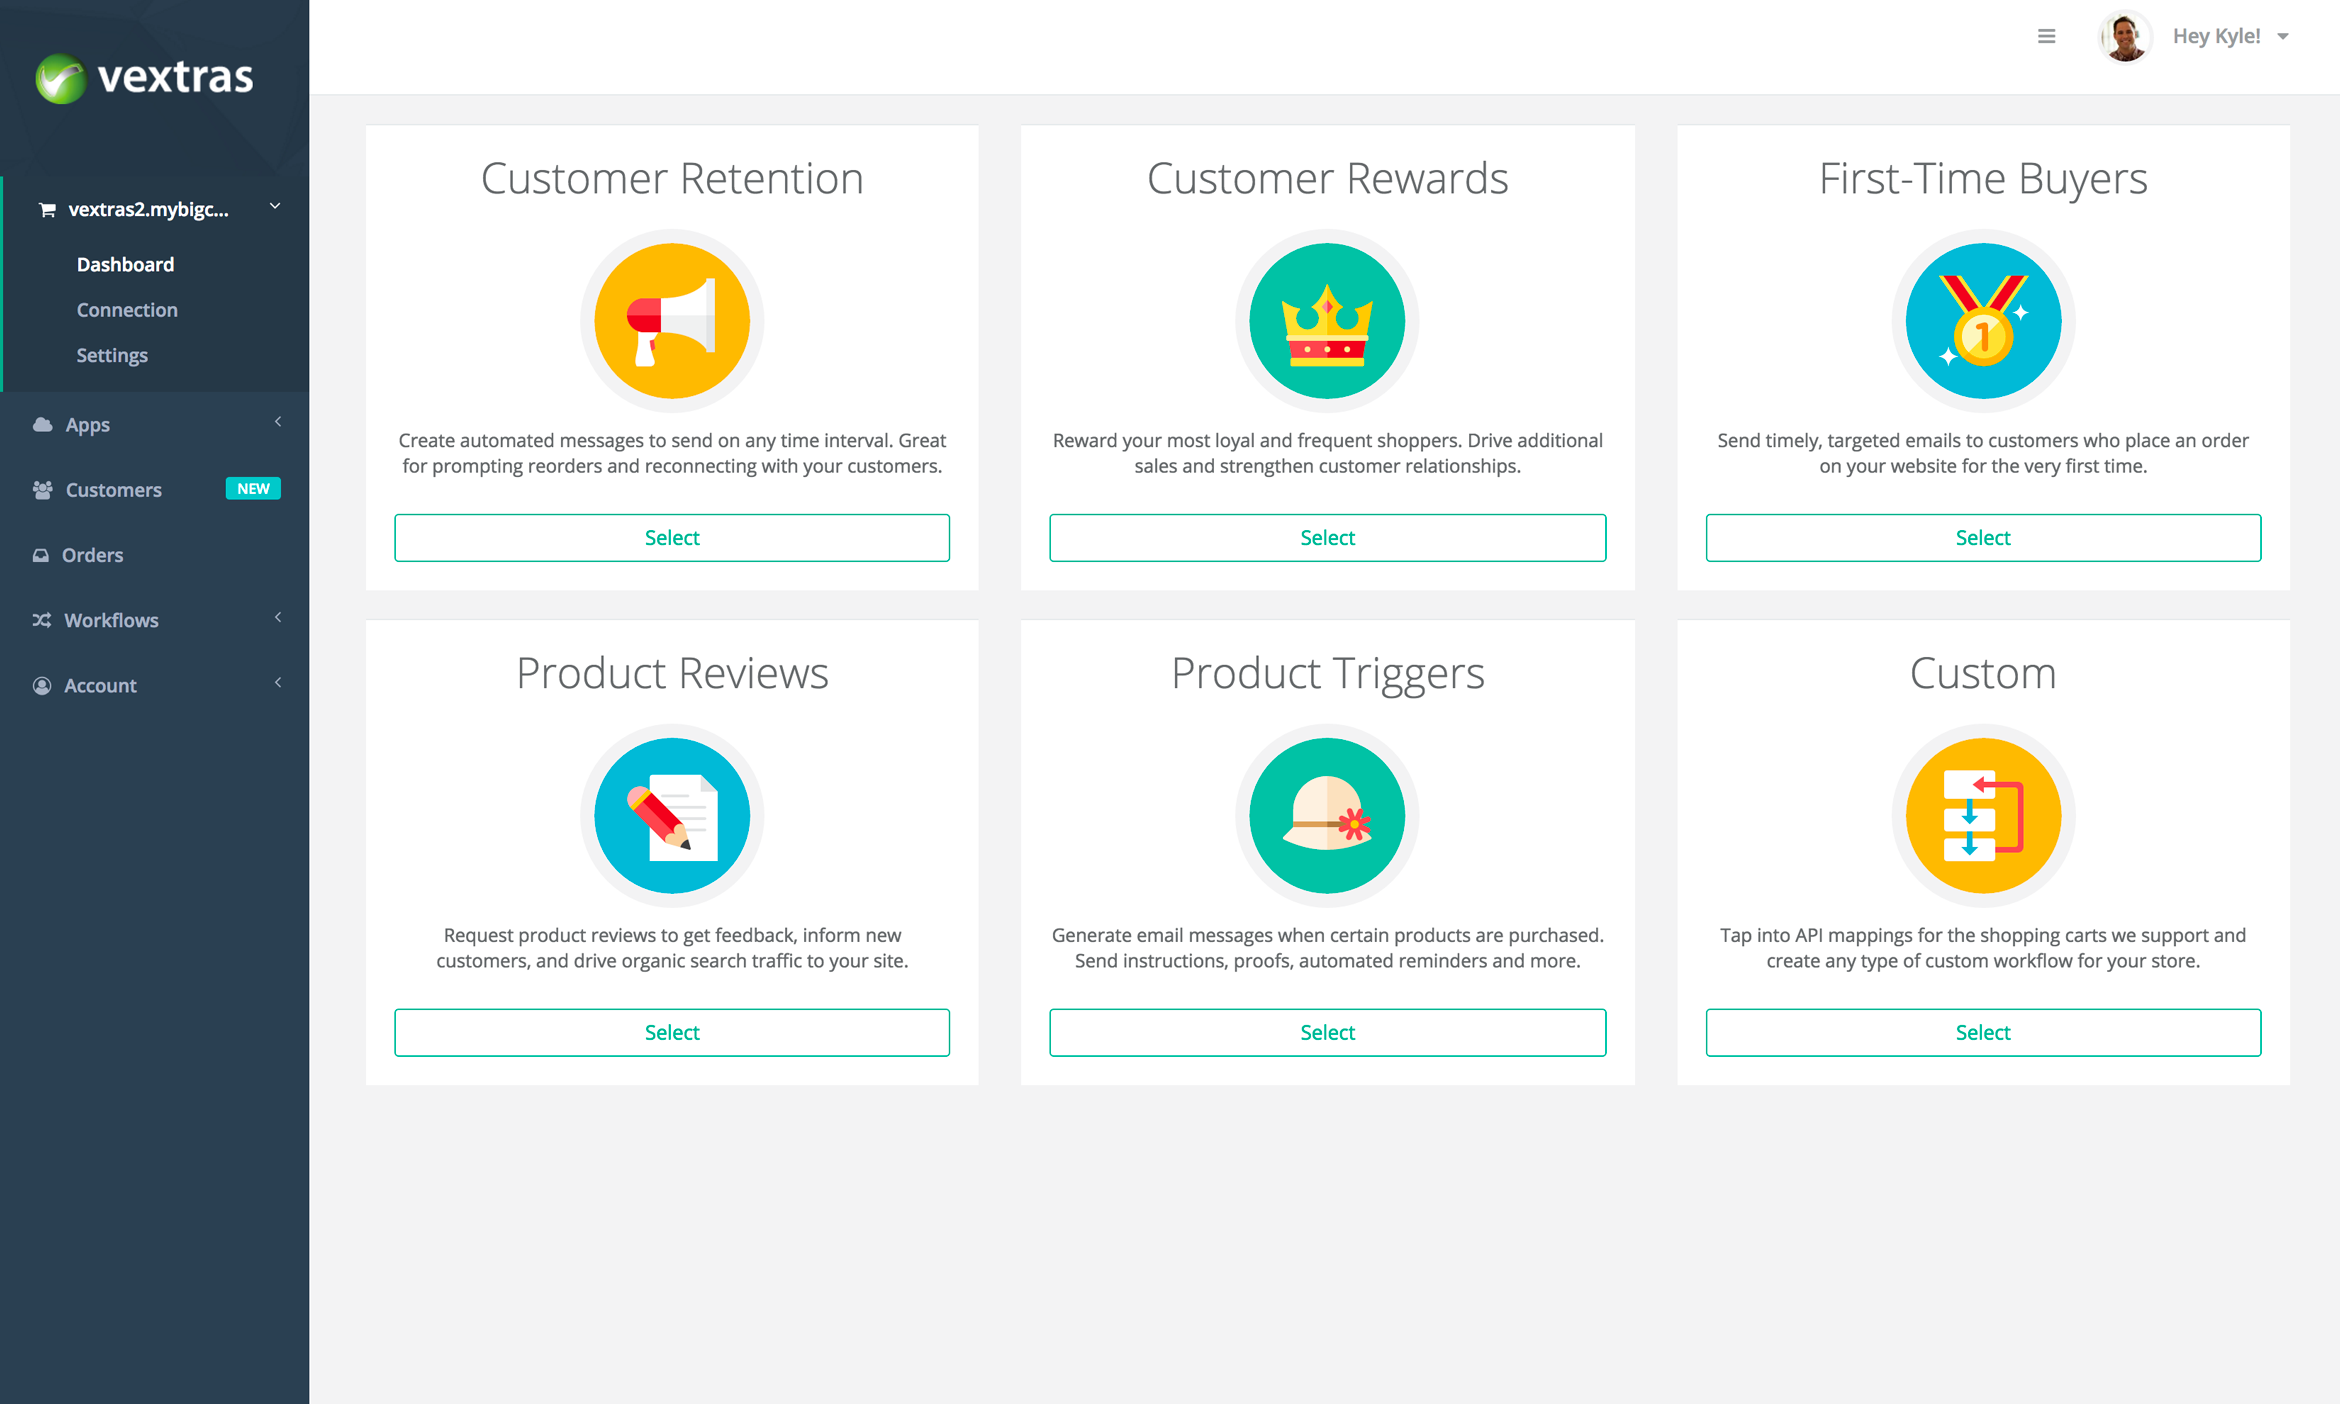 vextras
vextras2.mybigc...
Dashboard
Connection
Settings
Apps
Customers NEW
Orders
Workflows
Account
Hey Kyle!
Customer Retention
Create automated messages to send on any time interval. Great
for prompting reorders and reconnecting with your customers.
Select
Customer Rewards
Reward your most loyal and frequent shoppers. Drive additional
sales and strengthen customer relationships.
Select
First-Time Buyers
1
Send timely, targeted emails to customers who place an order
on your website for the very first time.
Select
Product Reviews
Request product reviews to get feedback, inform new
customers, and drive organic search traffic to your site.
Select
Product Triggers
Generate email messages when certain products are purchased.
Send instructions, proofs, automated reminders and more.
Select
Custom
Tap into API mappings for the shopping carts we support and
create any type of custom workflow for your store.
Select